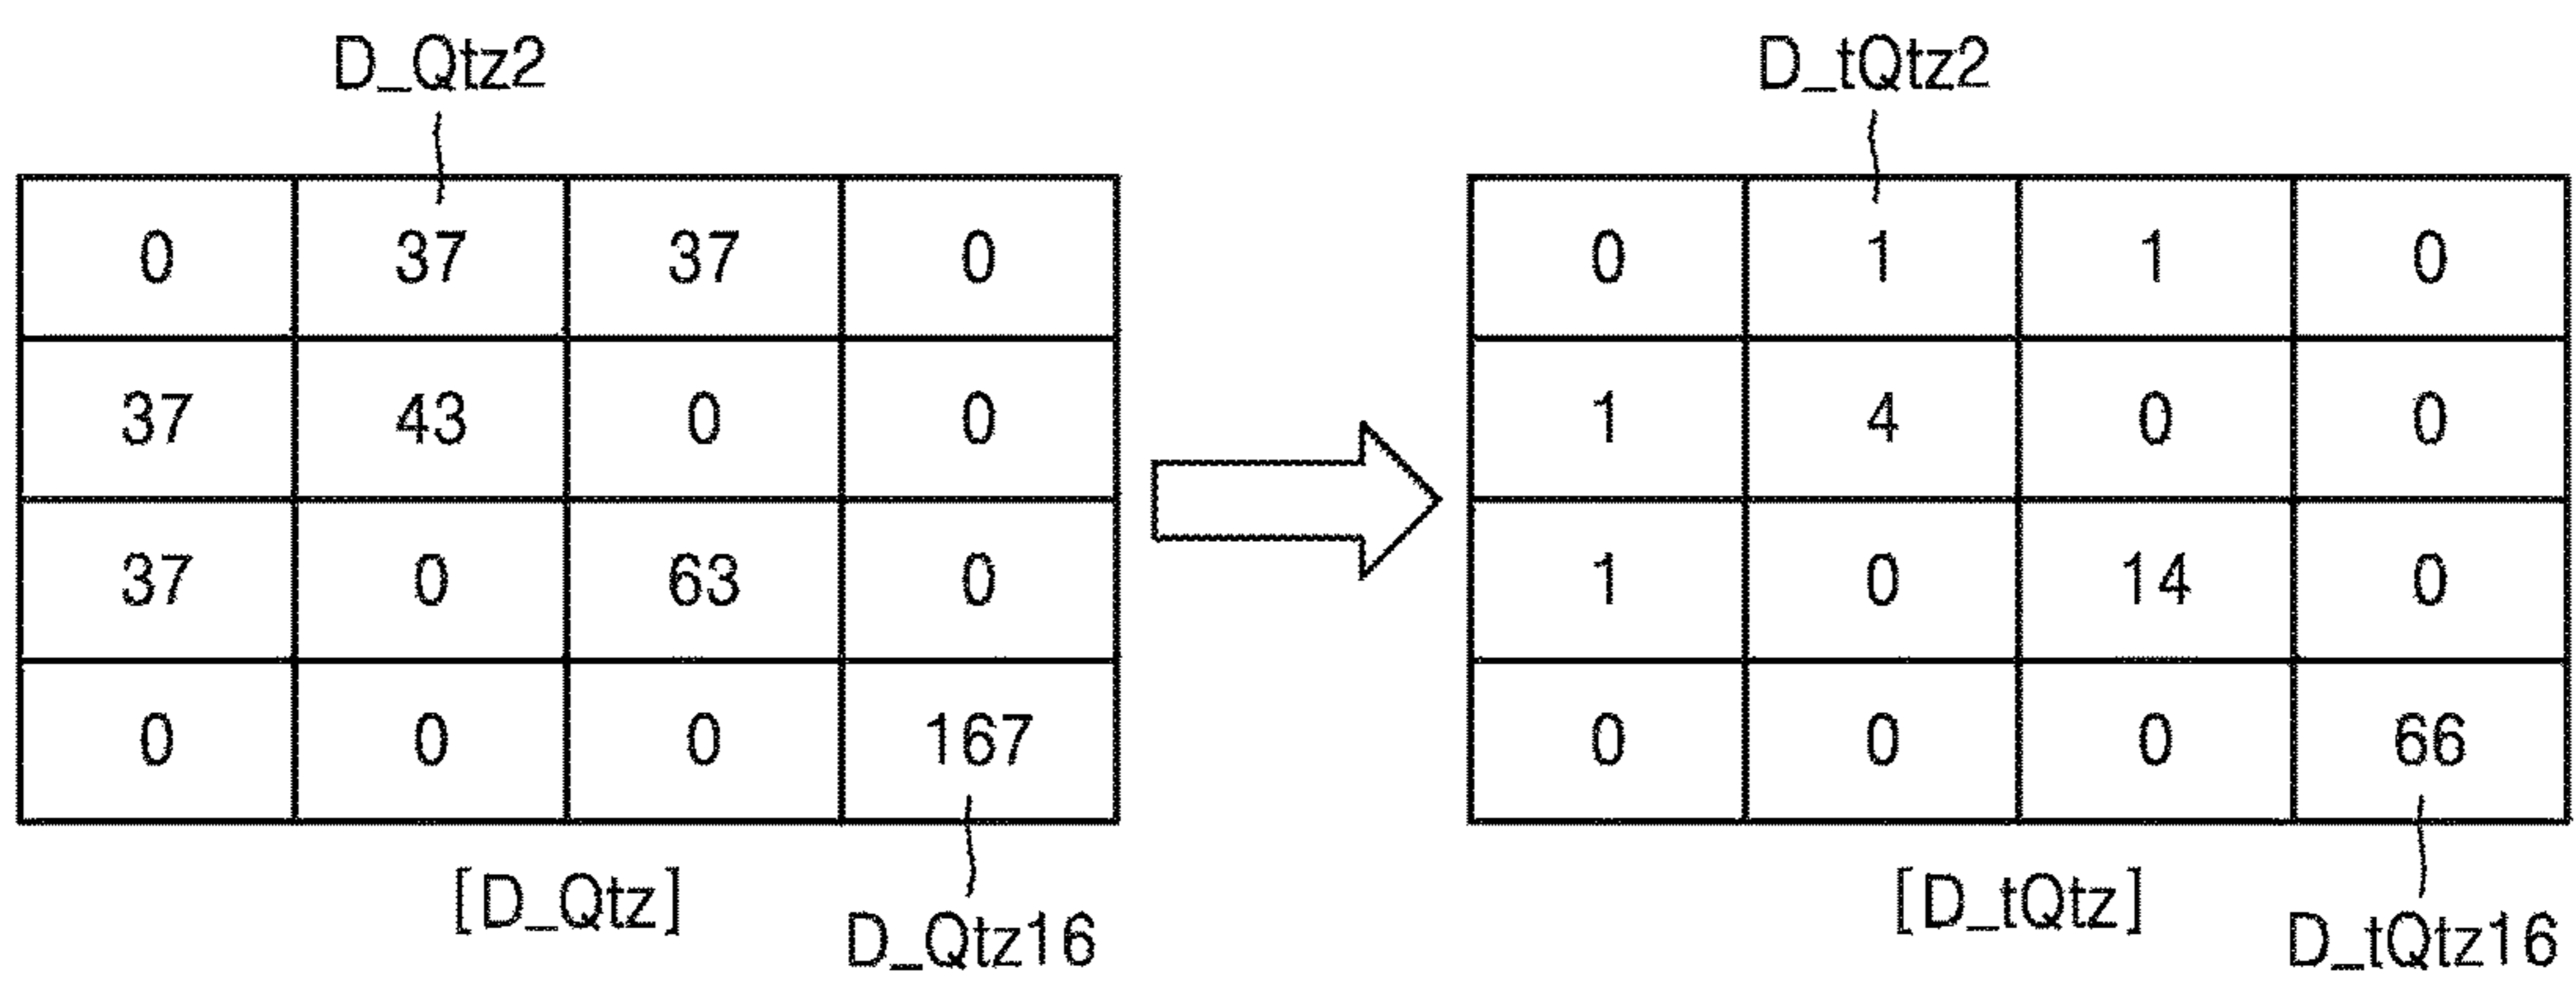 D_Qtz2
D_tQtz2
0 37 37 0
37 43 0 0
37 0 63 0
0 0 0 167
0 1 1 0
1 4 0 0
1 0 14 0
0 0 0 66
[D_Qtz]
D_Qtz16
[D_tQtz]
D_tQtz16